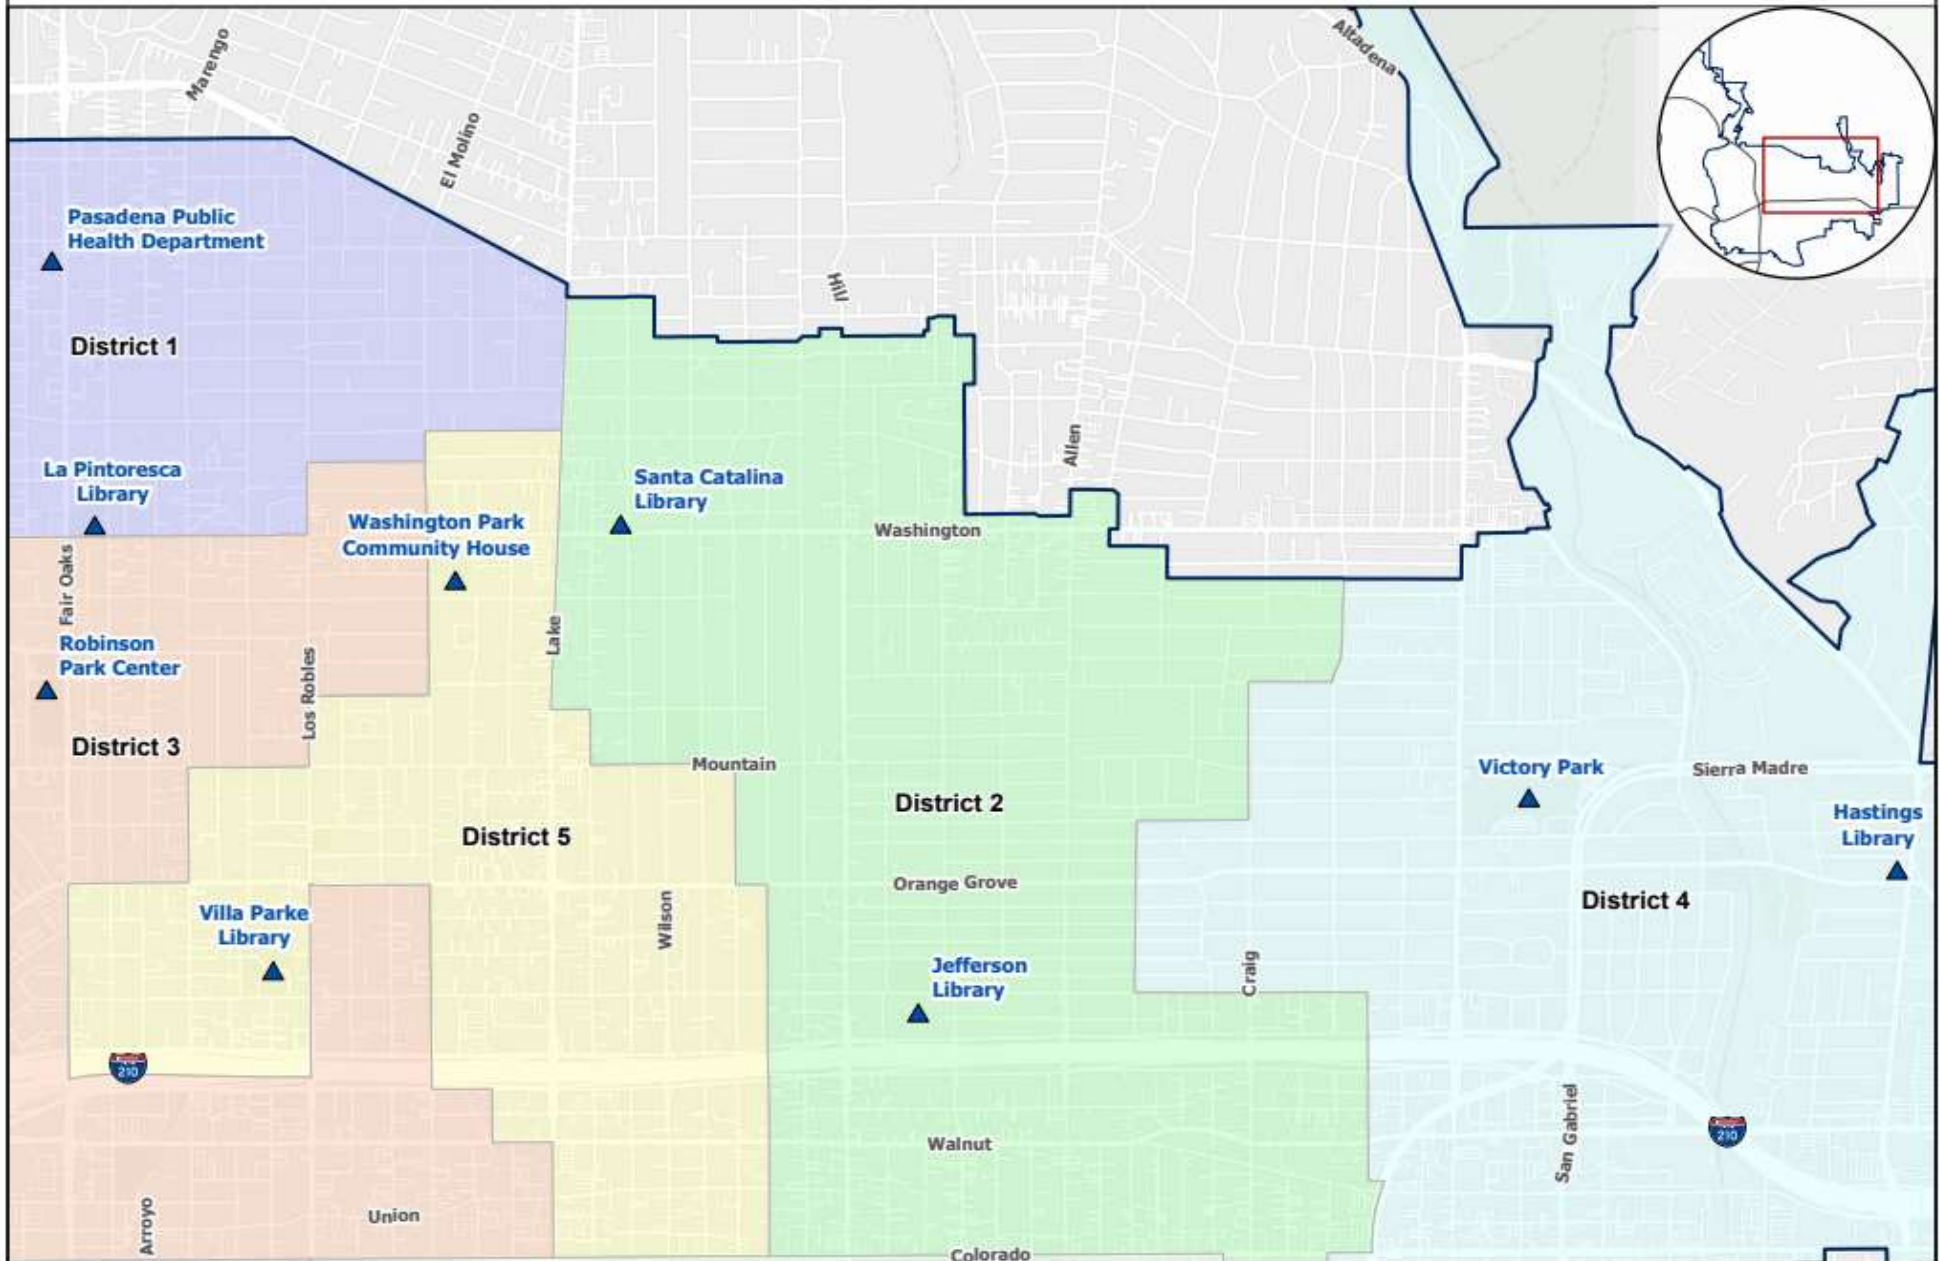 Marengo
El Molino
Altadena
Pasadena Public
Health Department
Hill
District 1
Allen
La Pintoresca
Library
Santa Catalina
Library
Washington Park
Community House
Washington
Fair Oaks
Robinson
Park Center
Lake
Los Robles
District 3
Mountain
Victory Park
Sierra Madre
District 2
Hastings
Library
District 5
Orange Grove
District 4
Villa Parke
Library
Wilson
Jefferson
Library
Craig
210
San Gabriel
210
Walnut
Arroyo
Union
Colorado